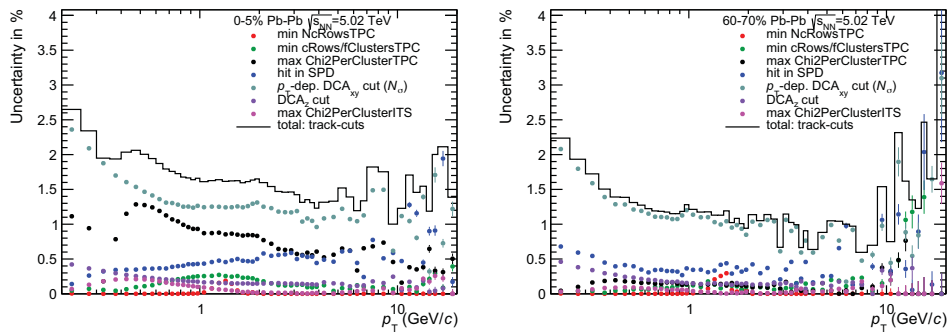 Uncertainty in %
4
3.5
3
2.5
2
1.5
1
0.5
0
0-5% Pb-Pb √sNN=5.02 TeV
min NcRowsTPC
min cRows/fClustersTPC
max Chi2PerClusterTPC
hit in SPD
pT-dep. DCAxy cut (Nσ)
DCAz cut
max Chi2PerClusterITS
total: track-cuts
1
10
pT(GeV/c)
Uncertainty in %
4
3.5
3
2.5
2
1.5
1
0.5
0
60-70% Pb-Pb √sNN=5.02 TeV
min NcRowsTPC
min cRows/fClustersTPC
max Chi2PerClusterTPC
hit in SPD
pT-dep. DCAxy cut (Nσ)
DCAz cut
max Chi2PerClusterITS
total: track-cuts
1
10
pT(GeV/c)